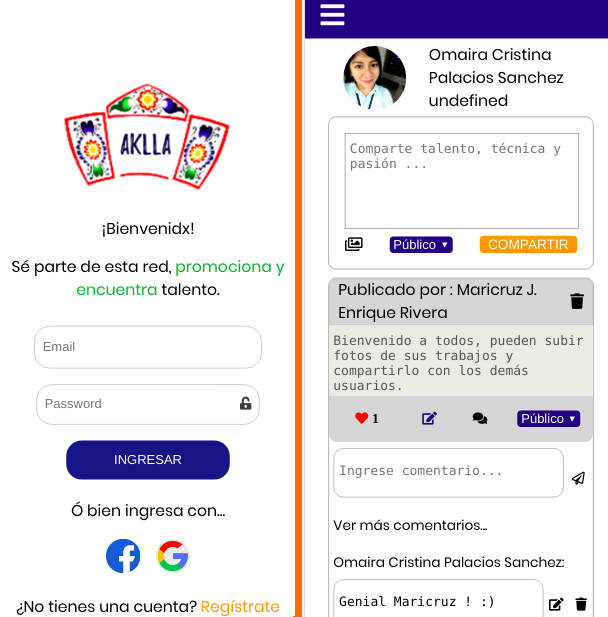 AKLLA
¡Bienvenidx!
Sé parte de esta red, promociona y
encuentra talento.
Email
Password
INGRESAR
Ó bien ingresa con...
¿No tienes una cuenta? Regístrate
Omaira Cristina
Palacios Sanchez
undefined
Comparte talento, técnica y
pasión ...
Público
COMPARTIR
Publicado por : Maricruz J.
Enrique Rivera
Bienvenido a todos, pueden subir
fotos de sus trabajos y
compartirlo con los demás
usuarios.
1
Público
Ingrese comentario...
Ver más comentarios...
Omaira Cristina Palacios Sanchez:
Genial Maricruz ! :)